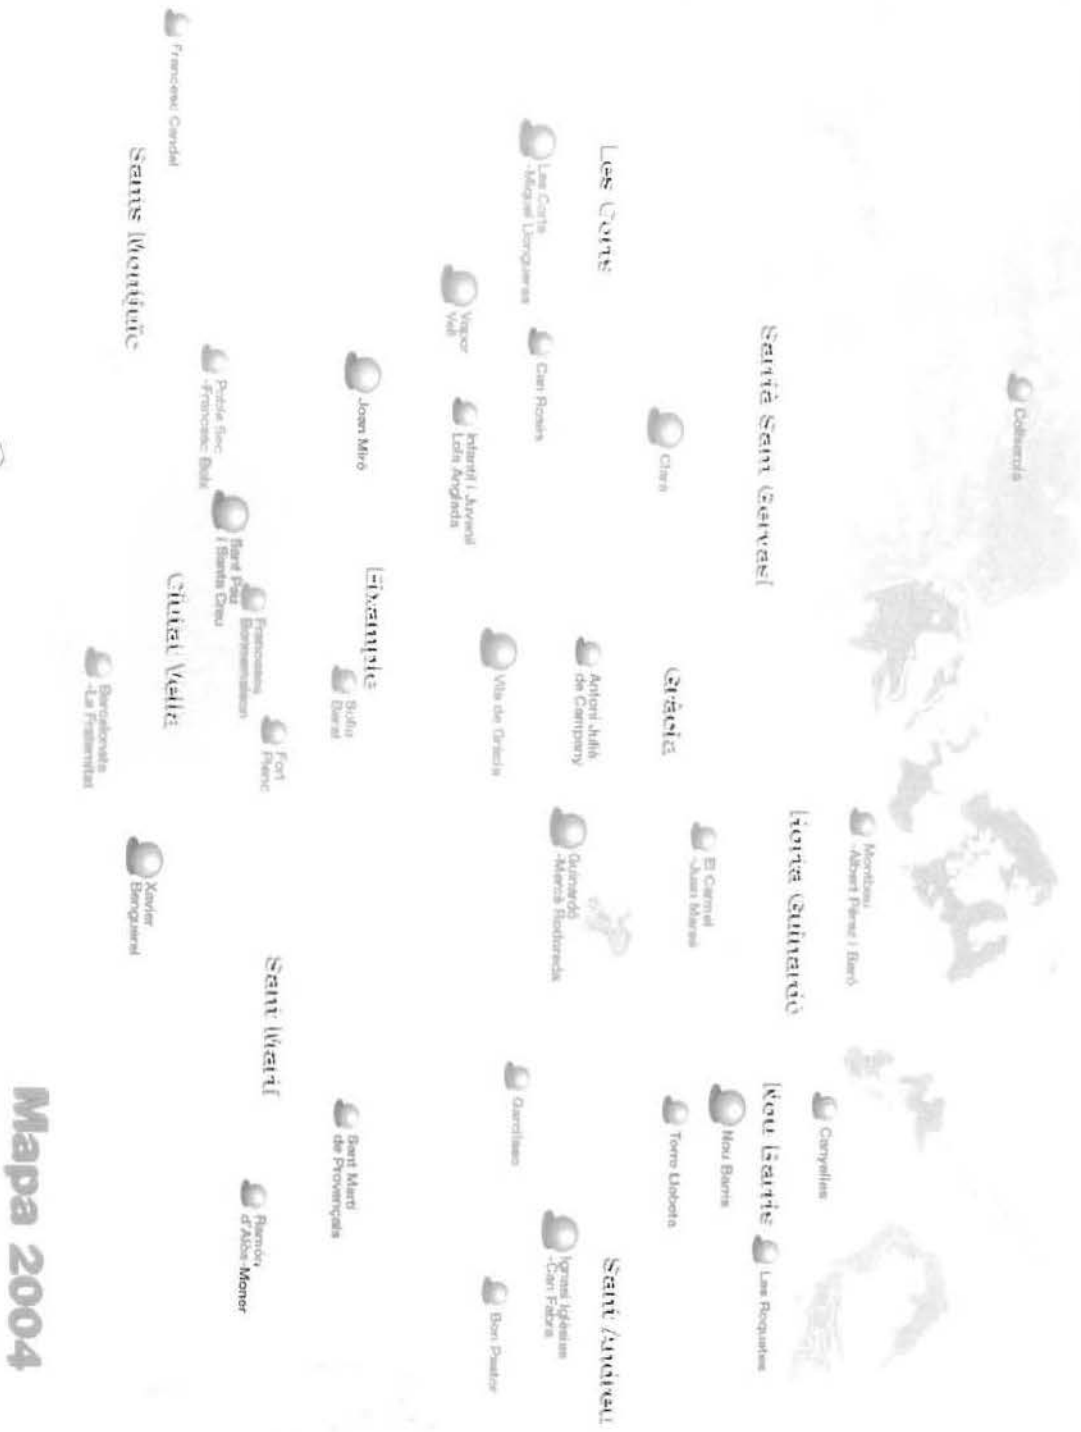 Collserola
Montbau
-Albert Pérez i Baró
Canyelles
Sarrià Sant Gervasi
Horta Guinardó
Nou Barris
Las Roquetes
Nou Barris
El Carmel
-Juan Marsé
Torre Llobeta
Clarà
Gràcia
Les Corts
Sant Andreu
Antoni Julià
de Campany
Guinardó
-Mercè Rodoreda
Les Corts
-Miquel Llongueras
Can Rosés
Ignasi Iglésias
-Can Fabra
Garcilaso
Vila de Gràcia
Bon Pastor
Vapor
Vell
Infantil i Juvenil
Lola Anglada
Joan Miró
Eixample
Sofia
Barat
Sant Martí
de Provençals
Fort
Pienc
Sant Martí
Ramón
d'Alòs-Moner
Francesca
Bonnemaison
Sant Pau
i Santa Creu
Poble Sec
-Francesc Boix
Francesc Candel
Ciutat Vella
Sants Montjuïc
Xavier
Benguerel
Barceloneta
-La Fraternitat
Mapa 2004